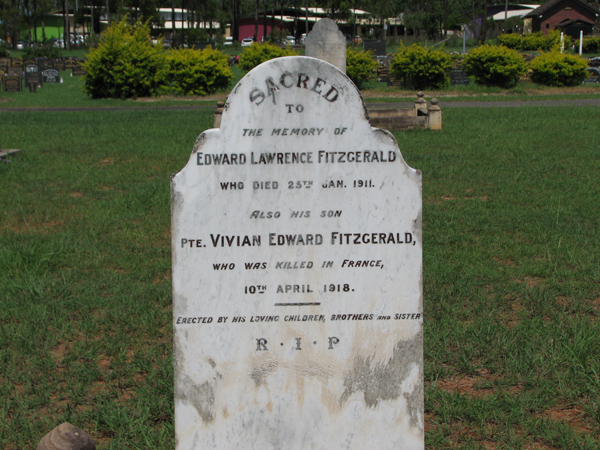 SACRED
TO
THE MEMORY OF
EDWARD LAWRENCE FITZGERALD
WHO DIED 25TH JAN. 1911.
ALSO HIS SON
PTE. VIVIAN EDWARD FITZGERALD,
WHO WAS KILLED IN FRANCE,
10TH APRIL 1918.
ERECTED BY HIS LOVING CHILDREN, BROTHERS AND SISTER
R · I · P